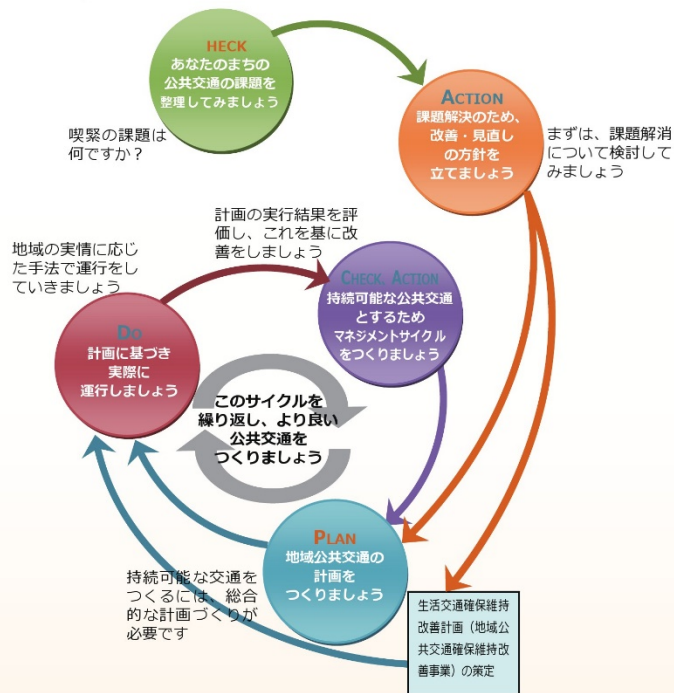 HECK
あなたのまちの
公共交通の課題を
整理してみましょう
喫緊の課題は
何ですか？
ACTION
課題解決のため、
改善・見直し
の方針を
立てましょう
まずは、課題解消
について検討して
みましょう
計画の実行結果を評
価し、これを基に改
善をしましょう
地域の実情に応じ
た手法で運行をし
ていきましょう
CHECK, ACTION
持続可能な公共交通
とするため
マネジメントサイクル
をつくりましょう
DO
計画に基づき
実際に
運行しましょう
このサイクルを
繰り返し、より良い
公共交通を
つくりましょう
PLAN
地域公共交通の
計画を
つくりましょう
持続可能な交通を
つくるには、総合
的な計画づくりが
必要です
生活交通確保維持
改善計画（地域公
共交通確保維持改
善事業）の策定